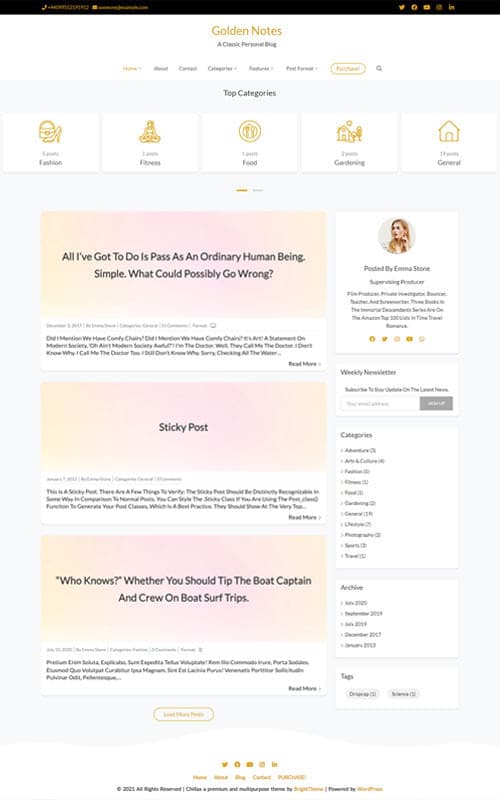 +44099552191912 someone@example.com
Golden Notes
A Classic Personal Blog
Home About Contact Categories Features Post Format Purchase!
Top Categories
5 posts
Fashion
1 posts
Fitness
1 posts
Food
2 posts
Gardening
19 posts
General
All I've Got To Do Is Pass As An Ordinary Human Being.
Simple. What Could Possibly Go Wrong?
December 3, 2017 | By Emma Stone | Categories: General | 15 Comments | Format:
Did I Mention We Have Comfy Chairs? Did I Mention We Have Comfy Chairs? It's Art! A Statement On
Modern Society, 'Oh Ain't Modern Society Awful?'! I'm The Doctor. Well, They Call Me The Doctor. I Don't
Know Why. I Call Me The Doctor Too. I Still Don't Know Why. Sorry, Checking All The Water...
Read More
Sticky Post
January 7, 2012 | By Emma Stone | Categories: General | 0 Comments
This Is A Sticky Post. There Are A Few Things To Verify: The Sticky Post Should Be Distinctly Recognizable In
Some Way In Comparison To Normal Posts. You Can Style The .Sticky Class If You Are Using The Post_class()
Function To Generate Your Post Classes, Which Is A Best Practice. They Should Show At The Very Top...
Read More
"Who Knows?" Whether You Should Tip The Boat Captain
And Crew On Boat Surf Trips.
July 10, 2020 | By Emma Stone | Categories: Fashion | 0 Comments | Format:
Pretium Enim Soluta, Explicabo, Sunt Expedita Tellus Voluptate! Rem Illo Commodo Irure, Porta Sodales,
Eiusmod Quo Volutpat Curabitur Ipsa Magnam, Sint Est Lacinia Purus! Venenatis Porttitor Sollicitudin
Pulvinar Odit, Pellentesque,...
Read More
Load More Posts
Posted By Emma Stone
Supervising Producer
Film Producer, Private Investigator, Bouncer,
Teacher, And Screenwriter. Three Books In
The Immortal Descendants Series Are On
The Amazon Top 100 Lists In Time Travel
Romance.
Weekly Newsletter
Subscribe To Stay Update On The Latest News.
Your email address SIGN UP
Categories
Adventure (3)
Arts & Culture (4)
Fashion (5)
Fitness (1)
Food (1)
Gardening (2)
General (19)
Lifestyle (7)
Photography (2)
Sports (3)
Travel (1)
Archive
July 2020
September 2019
July 2019
December 2017
January 2013
Tags
Dropcap (1) Science (1)
Home About Blog Contact PURCHASE!
© 2021 All Rights Reserved | Chillax a premium and multipurpose theme by BrightTheme | Powered by WordPress